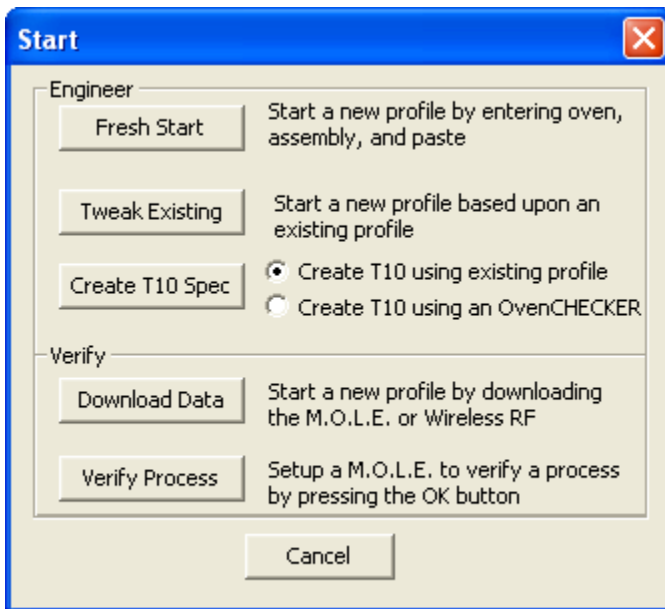 Start
Engineer
Fresh Start
Start a new profile by entering oven,
assembly, and paste
Tweak Existing
Start a new profile based upon an
existing profile
Create T10 Spec
Create T10 using existing profile
Create T10 using an OvenCHECKER
Verify
Download Data
Start a new profile by downloading
the M.O.L.E. or Wireless RF
Verify Process
Setup a M.O.L.E. to verify a process
by pressing the OK button
Cancel